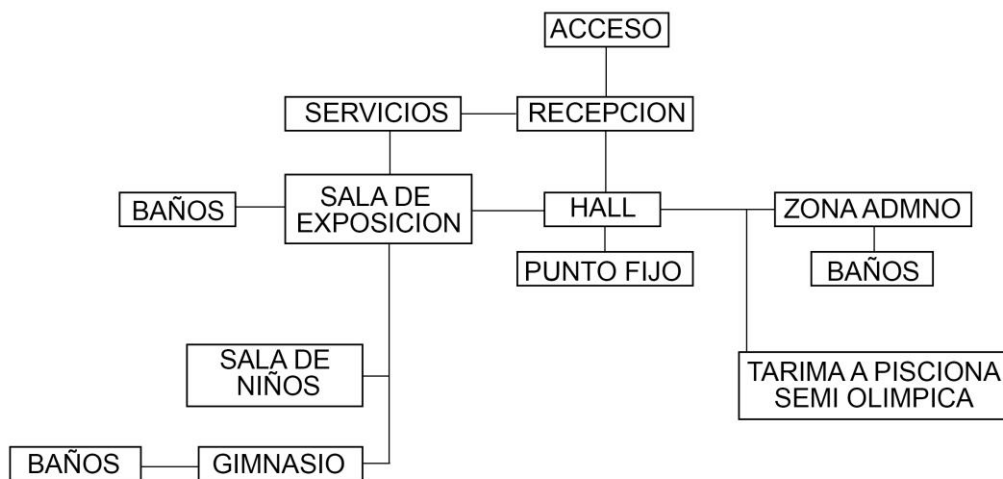 ACCESO
SERVICIOS
RECEPCION
BAÑOS
SALA DE
EXPOSICION
HALL
ZONA ADMNO
PUNTO FIJO
BAÑOS
SALA DE
NIÑOS
TARIMA A PISCIONA
SEMI OLIMPICA
BAÑOS
GIMNASIO